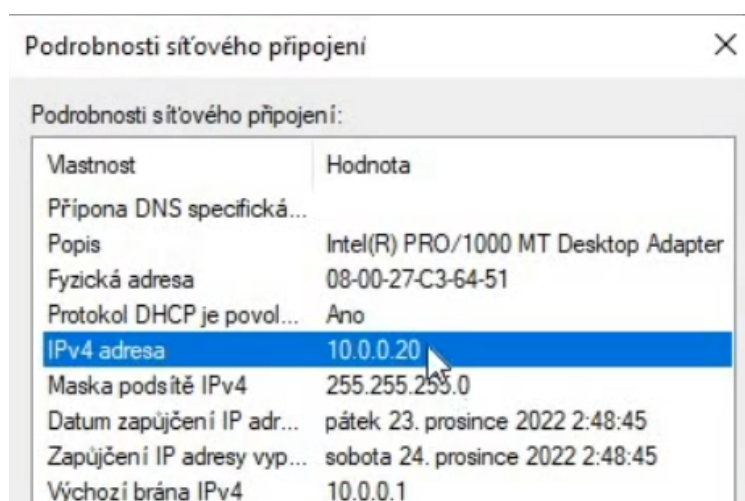 Podrobnosti síťového připojení
Podrobnosti síťového připojení:
Vlastnost Hodnota
Přípona DNS specifická...
Popis Intel(R) PRO/1000 MT Desktop Adapter
Fyzická adresa 08-00-27-C3-64-51
Protokol DHCP je povol... Ano
IPv4 adresa 10.0.0.20
Maska podsítě IPv4 255.255.255.0
Datum zapůjčení IP adr... pátek 23. prosince 2022 2:48:45
Zapůjčení IP adresy vyp... sobota 24. prosince 2022 2:48:45
Výchozí brána IPv4 10.0.0.1